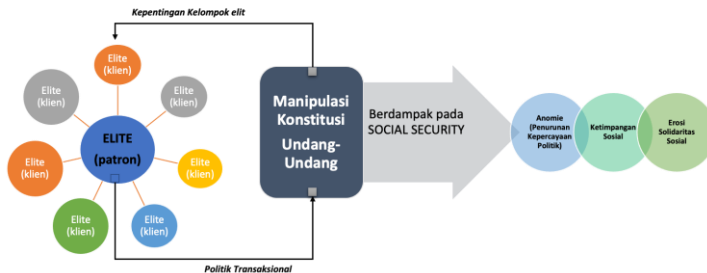 Kepentingan Kelompok elit
Elite
(klien)
Elite
(klien)
Elite
(klien)
ELITE
(patron)
Elite
(klien)
Elite
(klien)
Elite
(klien)
Elite
(klien)
Politik Transaksional
Manipulasi
Konstitusi
Undang-
Undang
Berdampak pada
SOCIAL SECURITY
Anomie
(Penurunan
Kepercayaan
Politik)
Ketimpangan
Sosial
Erosi
Solidaritas
Sosial